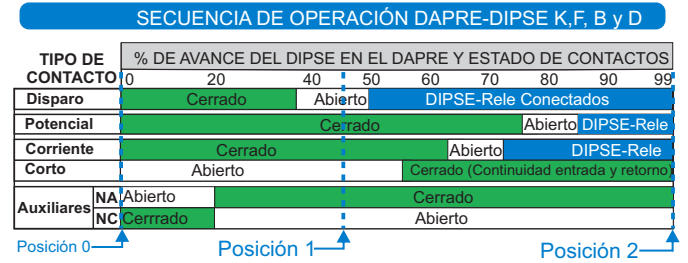 SECUENCIA DE OPERACIÓN DAPRE-DIPSE K,F, B y D
TIPO DE CONTACTO
% DE AVANCE DEL DIPSE EN EL DAPRE Y ESTADO DE CONTACTOS
0 20 40 50 60 70 80 90 99
Disparo Cerrado Abierto DIPSE-Rele Conectados
Potencial Cerrado Abierto DIPSE-Rele
Corriente Cerrado Abierto DIPSE-Rele
Corto Abierto Cerrado (Continuidad entrada y retorno)
Auxiliares
NA Abierto Cerrado
NC Cerrrado Abierto
Posición 0 Posición 1 Posición 2